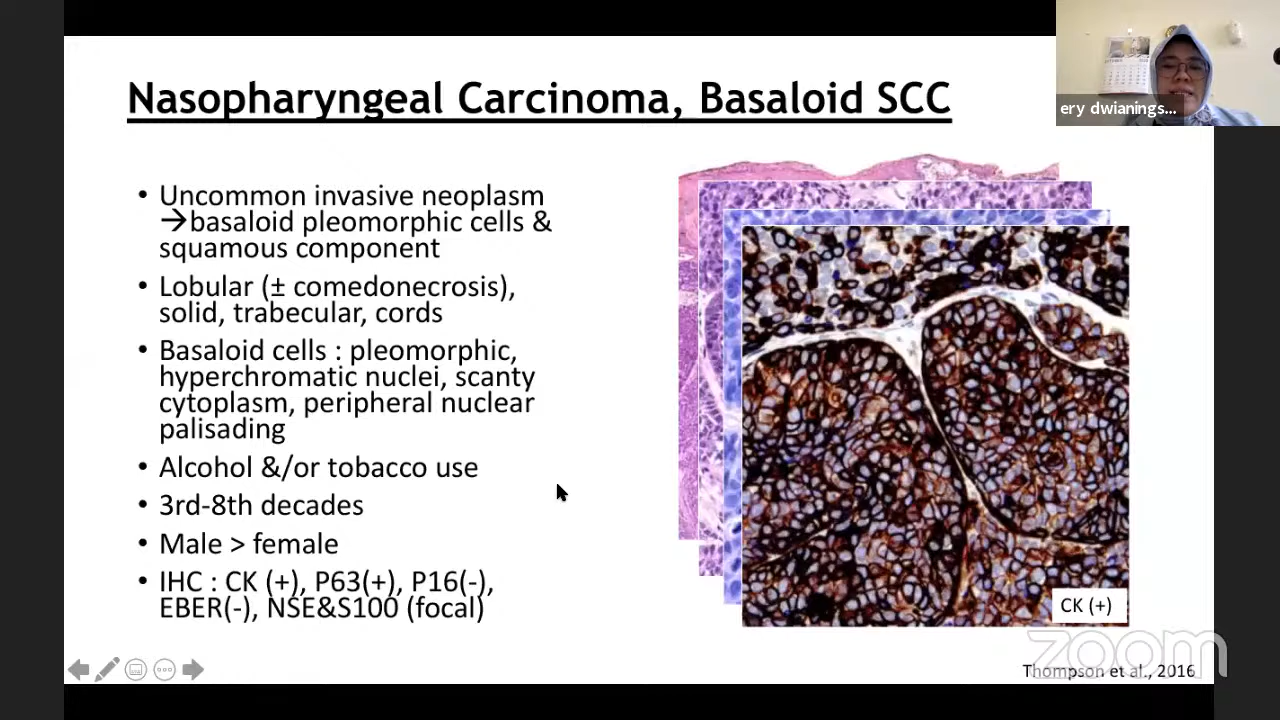 Nasopharyngeal Carcinoma, Basaloid SCC
ery dwianings...
• Uncommon invasive neoplasm
→basaloid pleomorphic cells &
squamous component
• Lobular (± comedonecrosis),
solid, trabecular, cords
• Basaloid cells : pleomorphic,
hyperchromatic nuclei, scanty
cytoplasm, peripheral nuclear
palisading
• Alcohol &/or tobacco use
• 3rd-8th decades
• Male > female
• IHC : CK (+), P63(+), P16(-),
EBER(-), NSE&S100 (focal)
CK (+)
zoom
Thompson et al., 2016